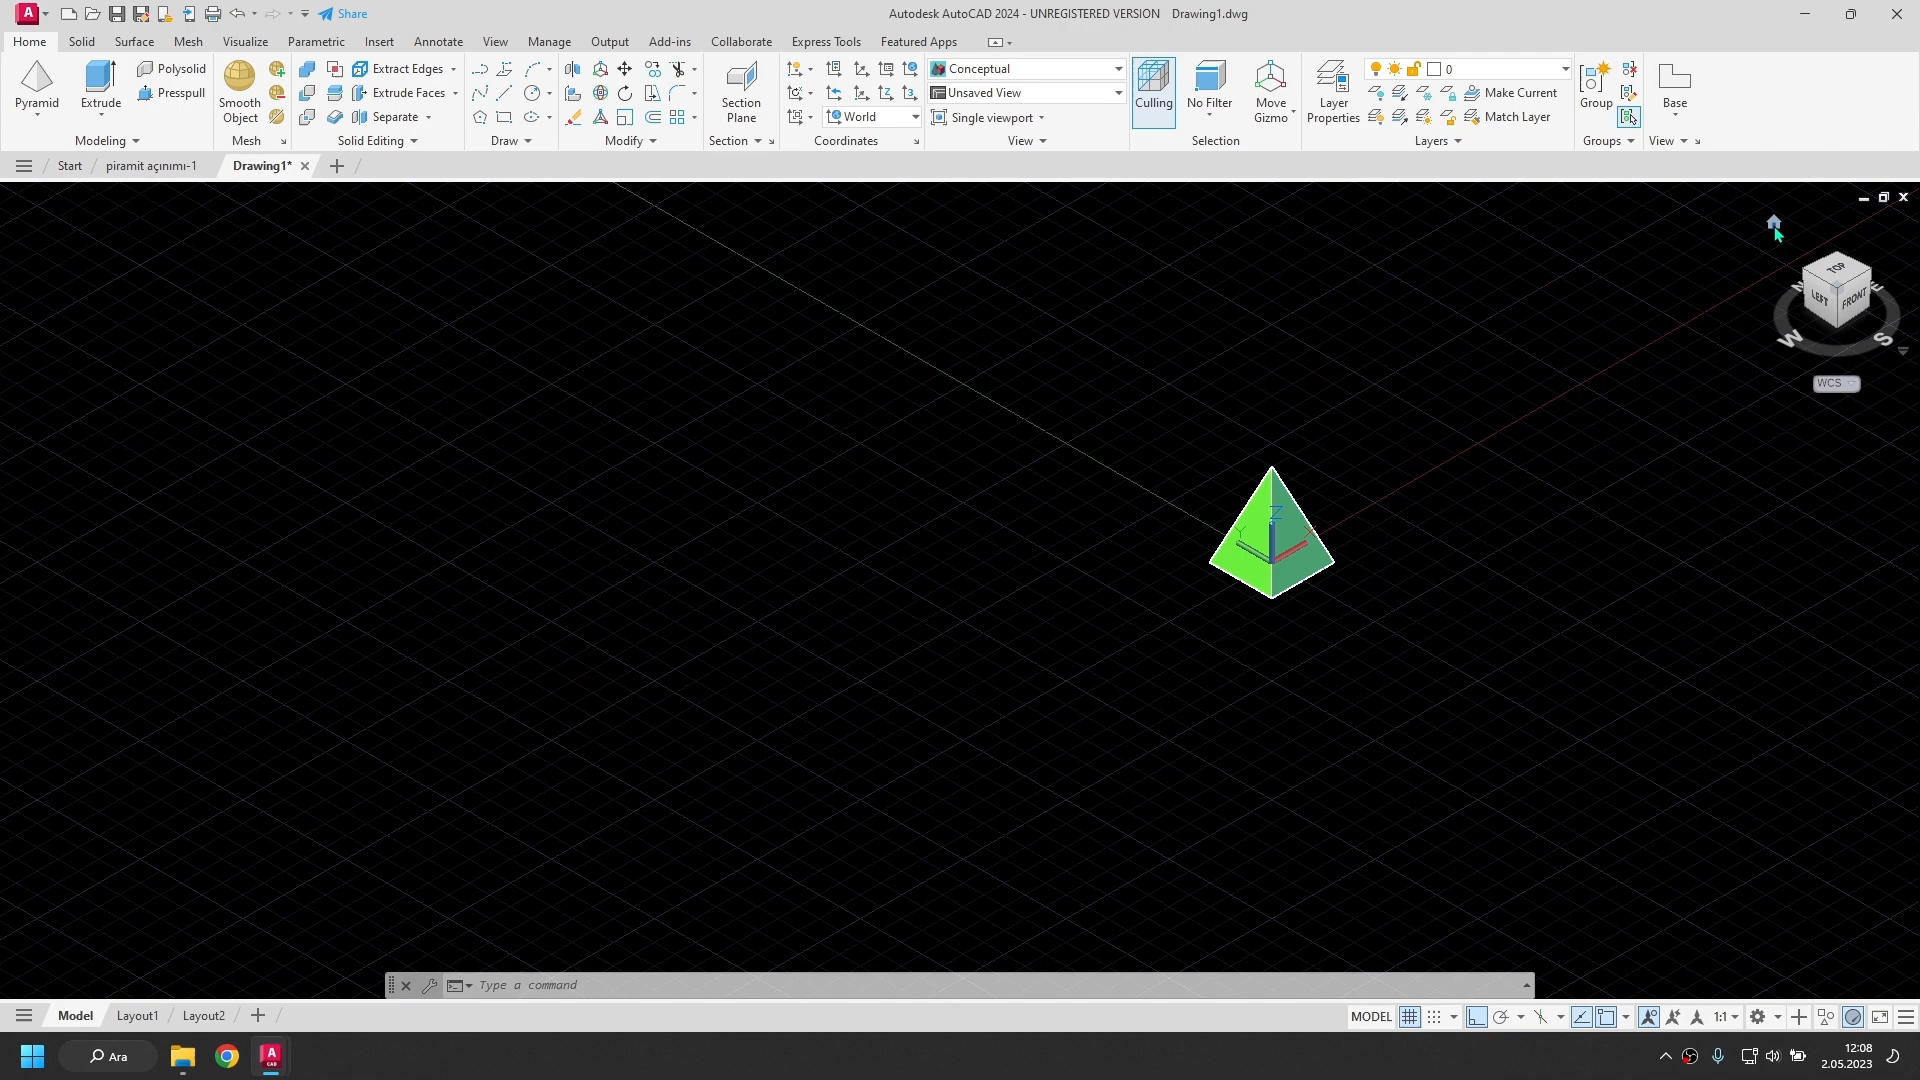 A Share Autodesk AutoCAD 2024 - UNREGISTERED VERSION Drawing1.dwg
Home Solid Surface Mesh Visualize Parametric Insert Annotate View Manage Output Add-ins Collaborate Express Tools Featured Apps
Pyramid
Extrude
Polysolid
Presspull
Modeling
Smooth
Object
Mesh
Extract Edges
Extrude Faces
Separate
Solid Editing
Draw
Modify
Section
Plane
Section
World
Coordinates
Conceptual
Unsaved View
Single viewport
View
Culling
No Filter
Move
Gizmo
Selection
Layer
Properties
0
Make Current
Match Layer
Layers
Group
Groups
Base
View
Start piramit açınımı-1 Drawing1*
TOP
LEFT FRONT
W S
WCS
Z
Y X
Type a command
Model Layout1 Layout2 MODEL 1:1
Ara
12:08
2.05.2023